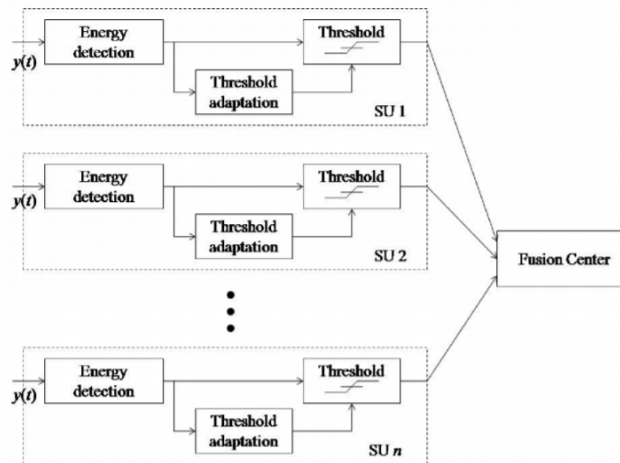 Energy
detection
Threshold
y(t)
Threshold
adaptation
SU 1
Energy
detection
Threshold
y(t)
Threshold
adaptation
SU 2
Fusion Center
Energy
detection
Threshold
y(t)
Threshold
adaptation
SU n